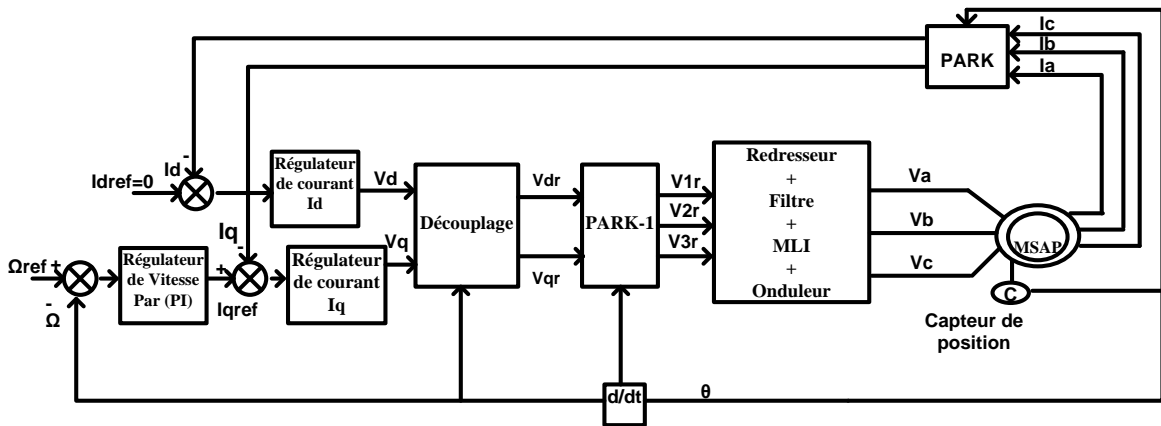 Ic
Ib
Ia
PARK
-
Id
Idref=0
Régulateur
de courant
Id
Vd
Découplage
Vdr
Vqr
PARK-1
V1r
V2r
V3r
Redresseur
+
Filtre
+
MLI
+
Onduleur
Va
Vb
Vc
MSAP
C
Capteur de
position
Iq
-
Ωref +
-
Ω
Régulateur
de Vitesse
Par (PI)
+
Iqref
Régulateur
de courant
Iq
Vq
d/dt
θ